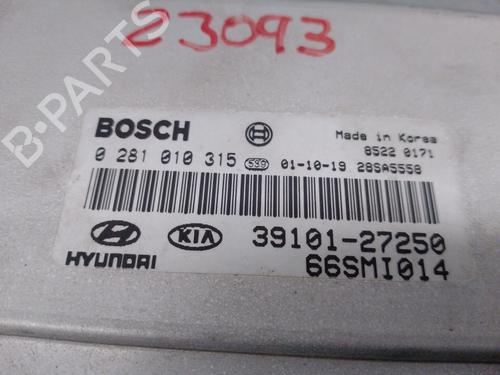 23093
B-PARTS
BOSCH
Made in Korea
8522 0171
0 281 010 315 539 01-10-19 28SA5558
HYUNDAI KIA 39101-27250
66SMI014